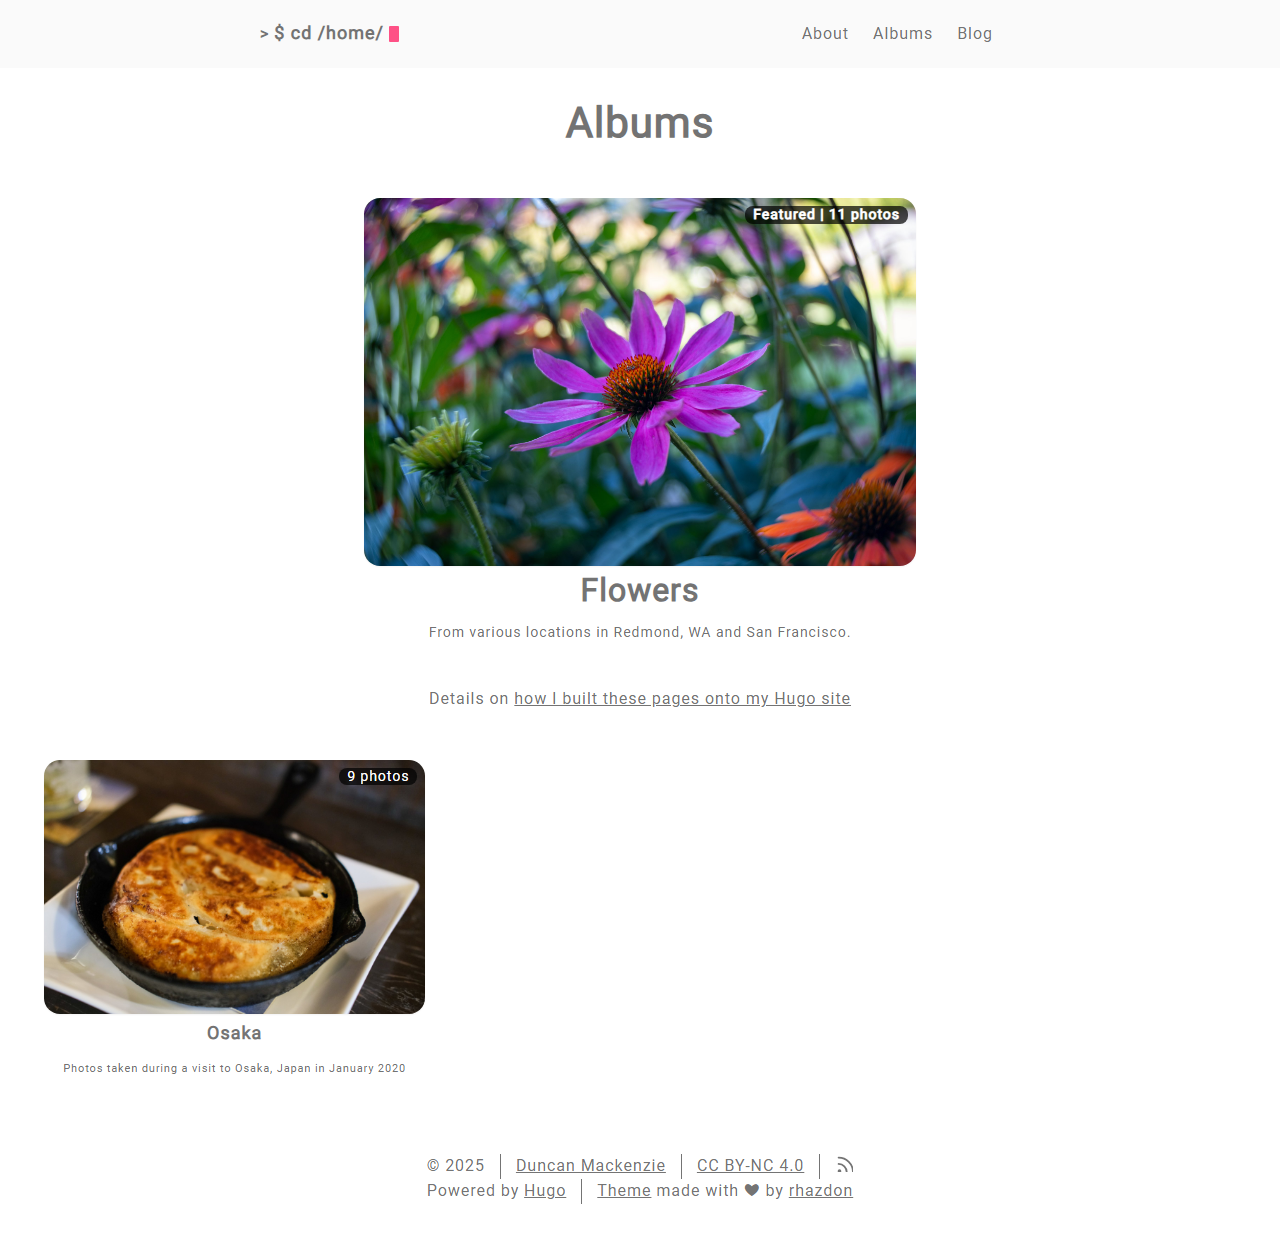 > $ cd /home/
About Albums Blog
Albums
Featured | 11 photos
Flowers
From various locations in Redmond, WA and San Francisco.
Details on how I built these pages onto my Hugo site
9 photos
Osaka
Photos taken during a visit to Osaka, Japan in January 2020
© 2025 Duncan Mackenzie CC BY-NC 4.0
Powered by Hugo Theme made with ❤ by rhazdon